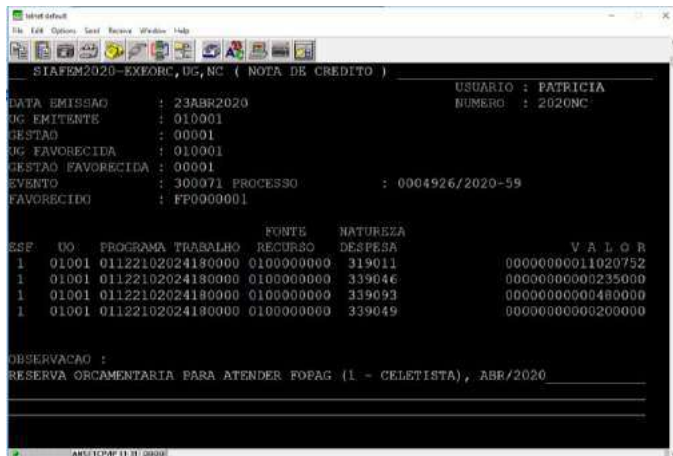 telnet default
File Edit Options Send Receive Window Help
SIAFEM2020-EXEORC,UG,NC ( NOTA DE CREDITO )
USUARIO : PATRICIA
DATA EMISSAO : 23ABR2020 NUMERO : 2020NC
UG EMITENTE : 010001
GESTAO : 00001
UG FAVORECIDA : 010001
GESTAO FAVORECIDA : 00001
EVENTO : 300071 PROCESSO : 0004926/2020-59
FAVORECIDO : FP0000001
FONTE NATUREZA
ESF UO PROGRAMA TRABALHO RECURSO DESPESA V A L O R
1 01001 01122102024180000 0100000000 319011 00000000011020752
1 01001 01122102024180000 0100000000 339046 00000000000235000
1 01001 01122102024180000 0100000000 339093 00000000000480000
1 01001 01122102024180000 0100000000 339049 00000000000200000
OBSERVACAO :
RESERVA ORCAMENTARIA PARA ATENDER FOPAG (1 - CELETISTA), ABR/2020